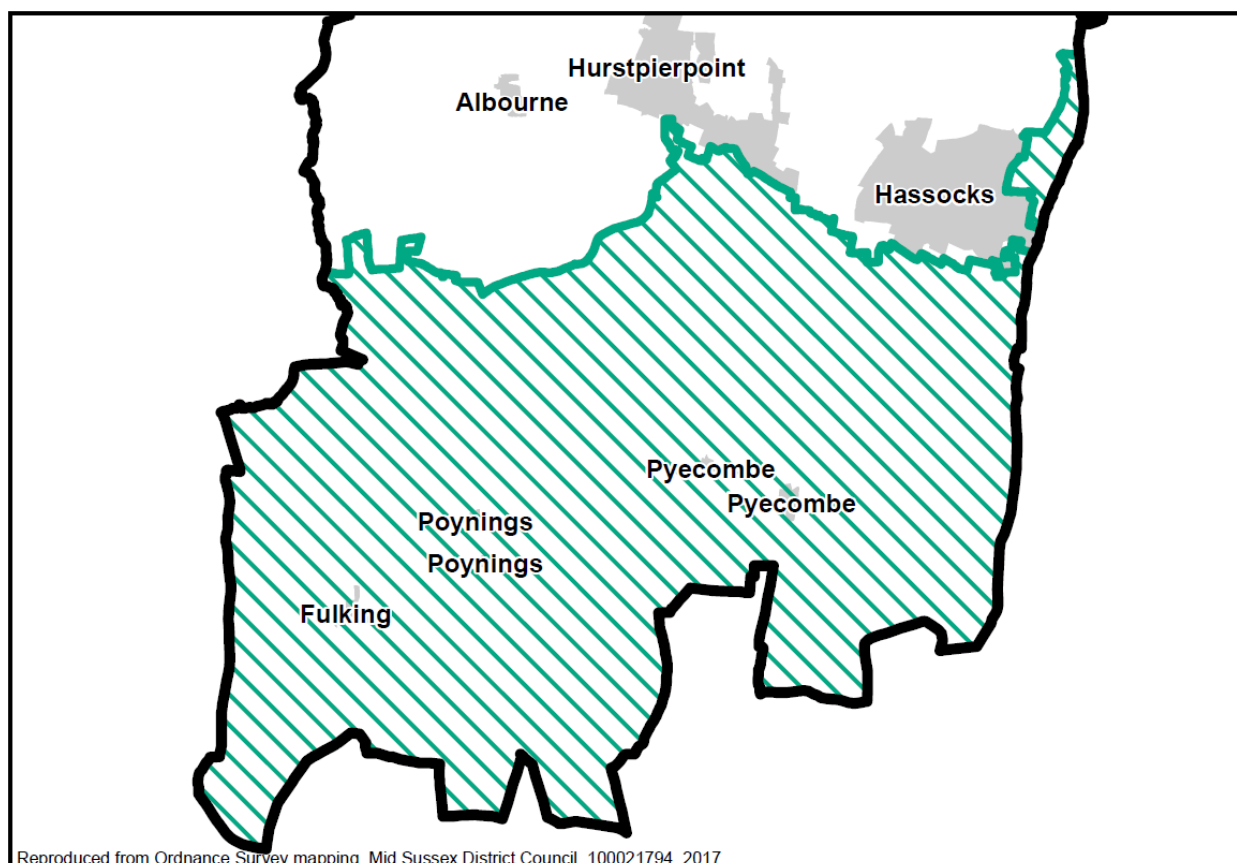 Hurstpierpoint
Albourne
Hassocks
Pyecombe
Pyecombe
Poynings
Poynings
Fulking
Reproduced from Ordnance Survey mapping Mid Sussex District Council 100021794 2017